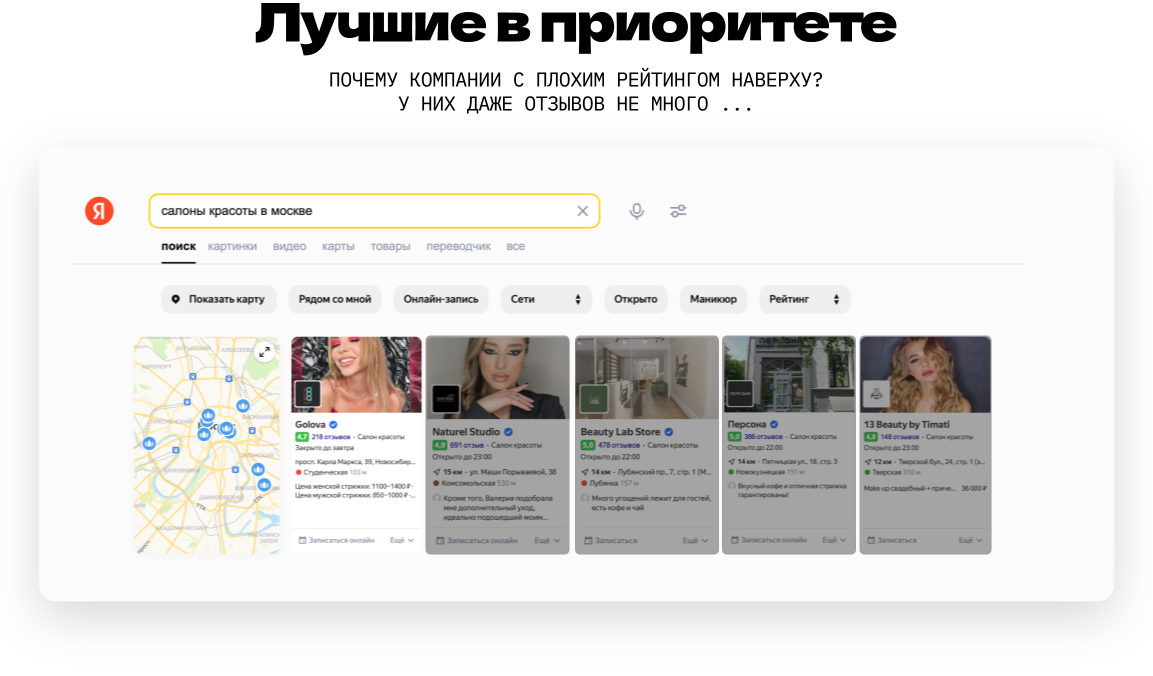 Лучшие в приоритете
ПОЧЕМУ КОМПАНИИ С ПЛОХИМ РЕЙТИНГОМ НАВЕРХУ?
У НИХ ДАЖЕ ОТЗЫВОВ НЕ МНОГО ...
Я
салоны красоты в москве
поиск картинки видео карты товары переводчик все
Показать карту Рядом со мной Онлайн-запись Сети Открыто Маникюр Рейтинг
Golova
4,7 218 отзывов · Салон красоты
Закрыто до завтра
просп. Карла Маркса, 39, Новосибир...
Студенческая 103 м
Цена женской стрижки: 1100–1400 ₽ ·
Цена мужской стрижки: 850–1000 ₽ ·...
Записаться онлайн Ещё
Naturel Studio
4,9 691 отзыв · Салон красоты
Открыто до 23:00
15 км · ул. Маши Порываевой, 38
Комсомольская 530 м
Кроме того, Валерия подобрала
мне дополнительный уход,
идеально подошедший моим...
Записаться онлайн Ещё
Beauty Lab Store
5,0 478 отзывов · Салон красоты
Открыто до 22:00
14 км · Лубянский пр., 7, стр. 1 (М...
Лубянка 157 м
Много угощений лежит для гостей,
есть кофе и чай
Записаться Ещё
Персона
5,0 386 отзывов · Салон красоты
Открыто до 22:00
14 км · Пятницкая ул., 18, стр. 3
Новокузнецкая 151 м
Вкусный кофе и отличная стрижка
гарантированы!
Записаться онлайн Ещё
13 Beauty by Timati
4,8 148 отзывов · Салон красоты
Открыто до 23:00
12 км · Тверской бул., 24, стр. 1 (э...
Тверская 310 м
Make up свадебный + приче... 36 000 ₽
Записаться Ещё